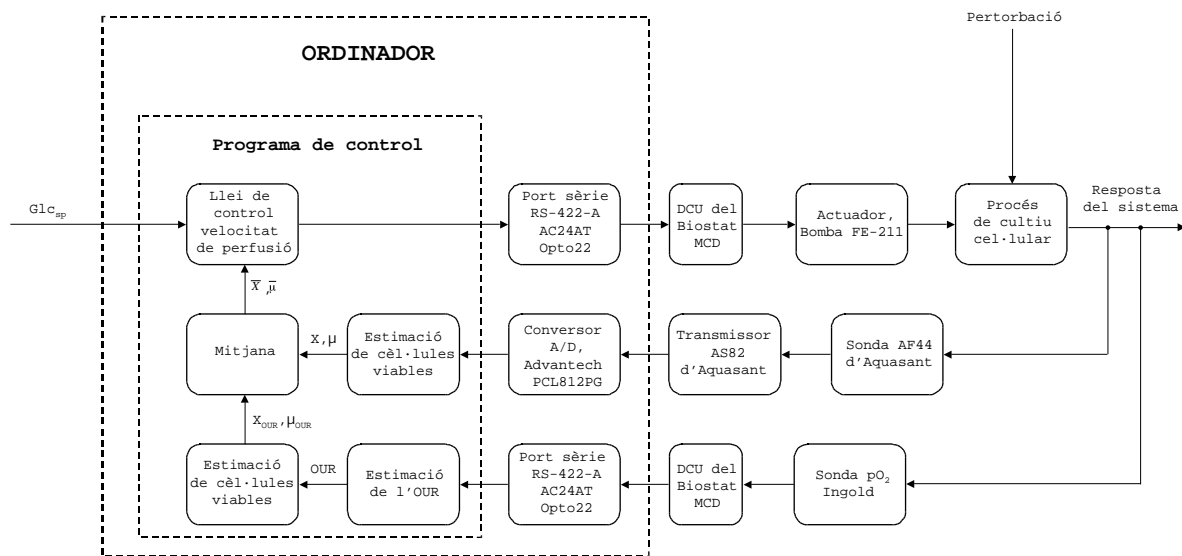 Pertorbació
ORDINADOR
Programa de control
Glc_sp
Llei de
control
velocitat
de perfusió
Port sèrie
RS-422-A
AC24AT
Opto22
DCU del
Biostat
MCD
Actuador,
Bomba FE-211
Procés
de cultiu
cel·lular
Resposta
del sistema
X̅,μ̅
Mitjana
X,μ
Estimació
de cèl·lules
viables
Conversor
A/D,
Advantech
PCL812PG
Transmissor
AS82
d’Aquasant
Sonda AF44
d’Aquasant
X_OUR,μ_OUR
Estimació
de cèl·lules
viables
OUR
Estimació
de l’OUR
Port sèrie
RS-422-A
AC24AT
Opto22
DCU del
Biostat
MCD
Sonda pO₂
Ingold